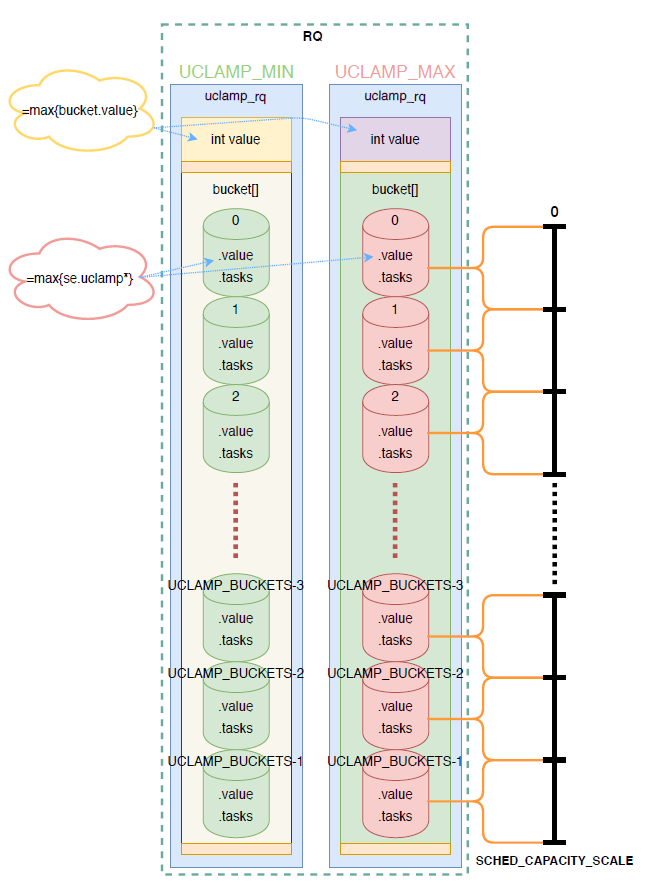 RQ
UCLAMP_MIN
UCLAMP_MAX
uclamp_rq
uclamp_rq
=max{bucket.value}
int value
int value
bucket[]
bucket[]
0
0
0
.value
.value
=max{se.uclamp*}
.tasks
.tasks
1
1
.value
.value
.tasks
.tasks
2
2
.value
.value
.tasks
.tasks
UCLAMP_BUCKETS-3
UCLAMP_BUCKETS-3
.value
.value
.tasks
.tasks
UCLAMP_BUCKETS-2
UCLAMP_BUCKETS-2
.value
.value
.tasks
.tasks
UCLAMP_BUCKETS-1
UCLAMP_BUCKETS-1
.value
.value
.tasks
.tasks
SCHED_CAPACITY_SCALE